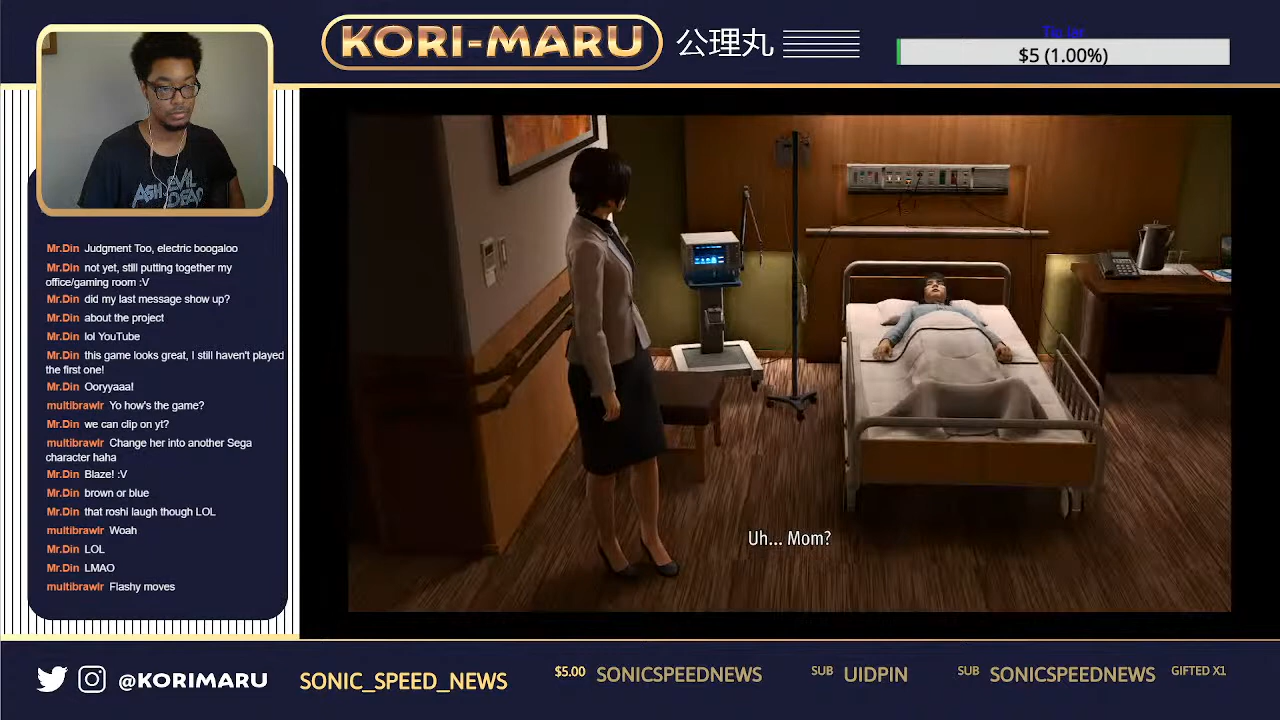 KORI-MARU 公理丸
Tip Jar
$5 (1.00%)
ASH EVIL
DEAD
Mr.Din Judgment Too, electric boogaloo
Mr.Din not yet, still putting together my
office/gaming room :V
Mr.Din did my last message show up?
Mr.Din about the project
Mr.Din lol YouTube
Mr.Din this game looks great, I still haven't played
the first one!
Mr.Din Ooryyaaa!
multibrawlr Yo how's the game?
Mr.Din we can clip on yt?
multibrawlr Change her into another Sega
character haha
Mr.Din Blaze! :V
Mr.Din brown or blue
Mr.Din that roshi laugh though LOL
multibrawlr Woah
Mr.Din LOL
Mr.Din LMAO
multibrawlr Flashy moves
Uh... Mom?
@KORIMARU
SONIC_SPEED_NEWS
$5.00 SONICSPEEDNEWS SUB UIDPIN SUB SONICSPEEDNEWS GIFTED X1